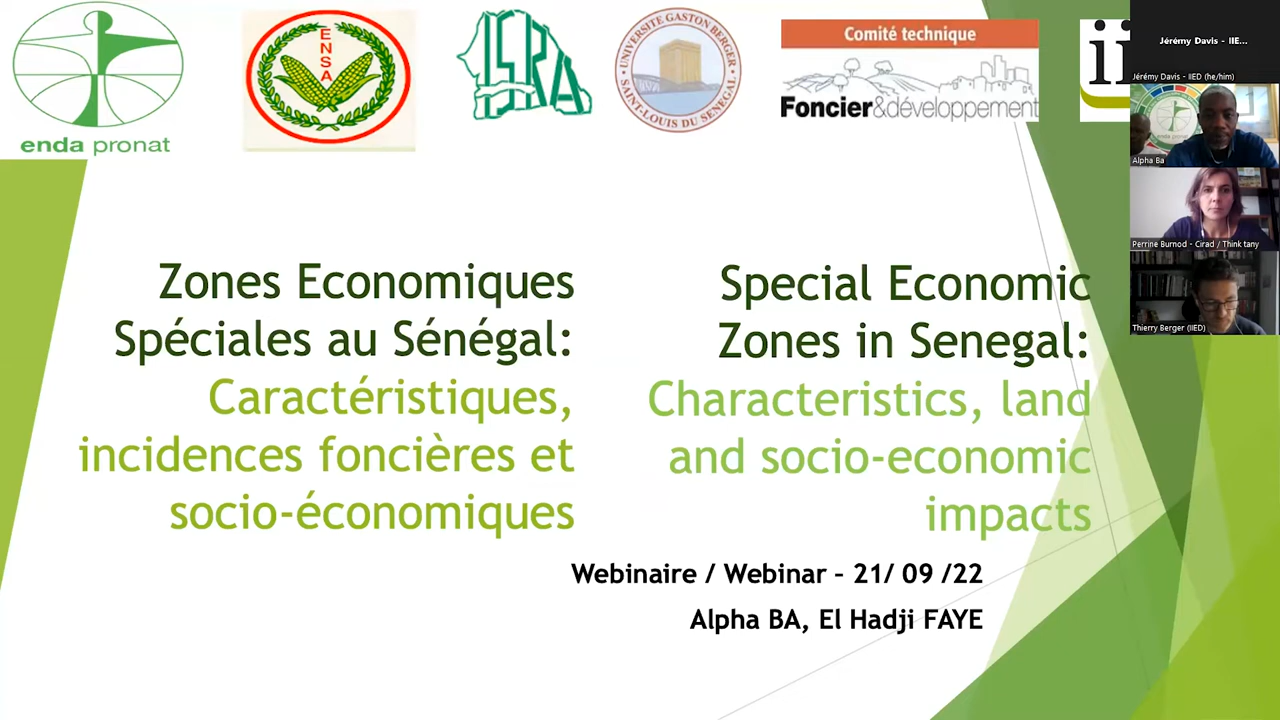 enda pronat
ENSA
ISRA
UNIVERSITE GASTON BERGER
SAINT-LOUIS DU SENEGAL
Comité technique
Foncier&développement
ii
Jérémy Davis - IIE...
Jérémy Davis - IIED (he/him)
enda
Alpha Ba
Perrine Burnod - Cirad / Think tany
Thierry Berger (IIED)
Zones Economiques
Spéciales au Sénégal:
Caractéristiques,
incidences foncières et
socio-économiques
Special Economic
Zones in Senegal:
Characteristics, land
and socio-economic
impacts
Webinaire / Webinar – 21/ 09 /22
Alpha BA, El Hadji FAYE